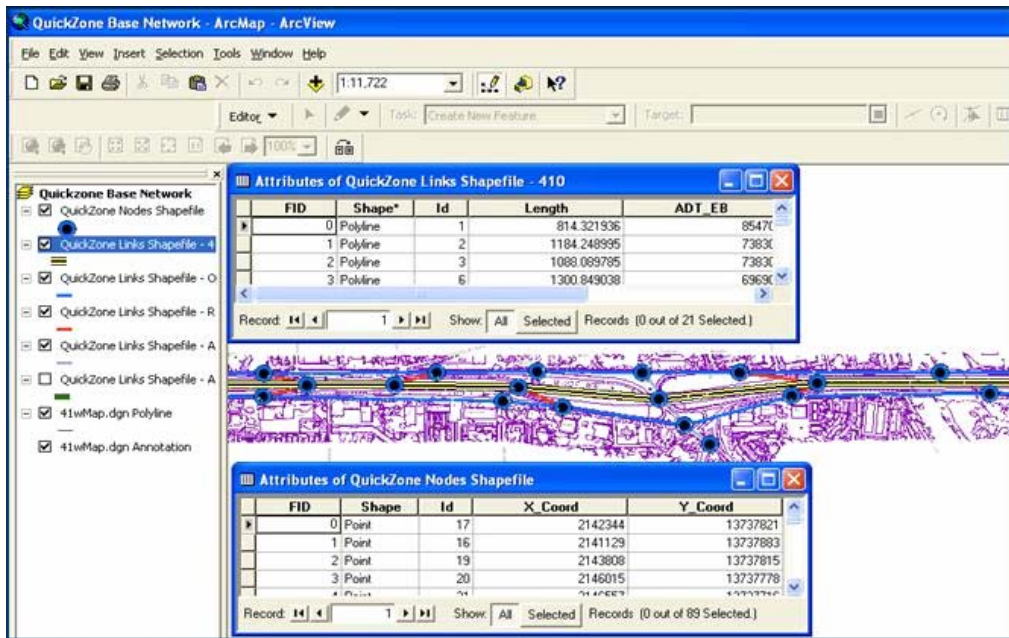 QuickZone Base Network - ArcMap - ArcView
File Edit View Insert Selection Tools Window Help
1:11,722
Editor Task: Create New Feature Target:
100%
Quickzone Base Network
QuickZone Nodes Shapefile
QuickZone Links Shapefile - 4
QuickZone Links Shapefile - O
QuickZone Links Shapefile - R
QuickZone Links Shapefile - A
QuickZone Links Shapefile - A
41wMap.dgn Polyline
41wMap.dgn Annotation
Attributes of QuickZone Links Shapefile - 410
FID Shape* Id Length ADT_EB
0 Polyline 1 814.321936 85470
1 Polyline 2 1184.248995 73830
2 Polyline 3 1088.089785 73830
3 Polyline 6 1300.849038 69690
Record: 1 Show: All Selected Records (0 out of 21 Selected.)
Attributes of QuickZone Nodes Shapefile
FID Shape Id X_Coord Y_Coord
0 Point 17 2142344 13737821
1 Point 16 2141129 13737883
2 Point 19 2143808 13737815
3 Point 20 2146015 13737778
Record: 1 Show: All Selected Records (0 out of 89 Selected.)